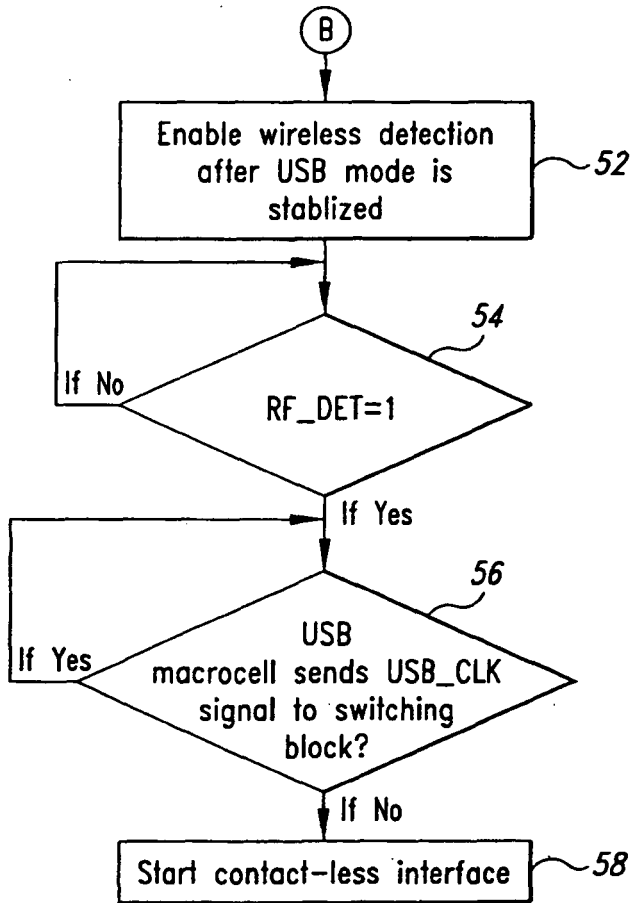 B
Enable wireless detection
after USB mode is
stablized
52
54
If No
RF_DET=1
If Yes
56
USB
If Yes
macrocell sends USB_CLK
signal to switching
block?
If No
Start contact-less interface
58